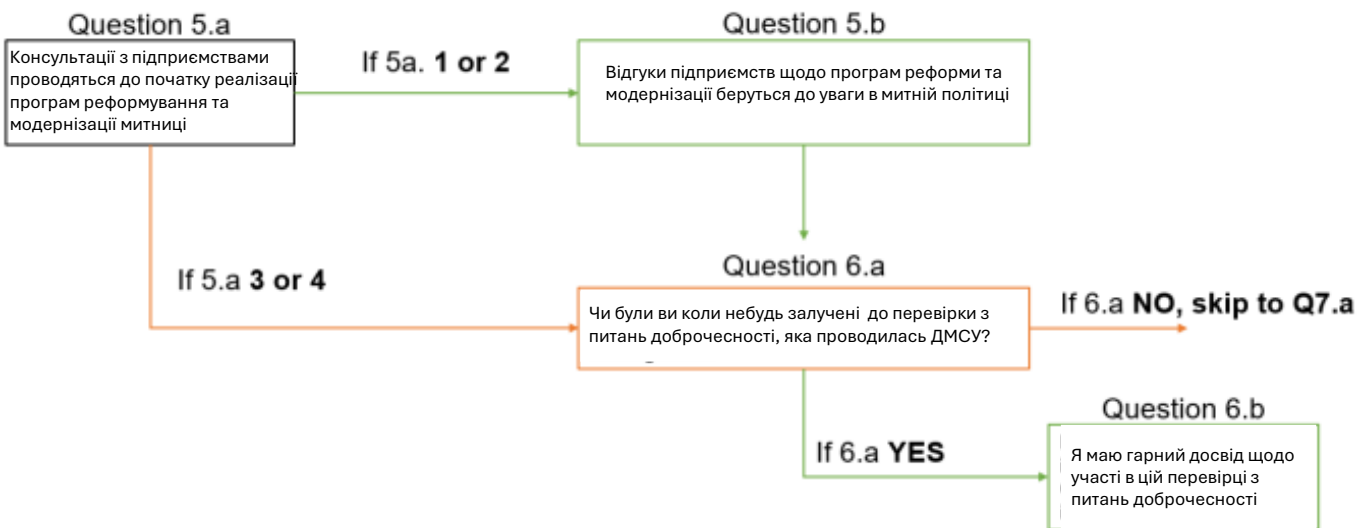 Question 5.a
Консультації з підприємствами
проводяться до початку реалізації
програм реформування та
модернізації митниці
If 5a. 1 or 2
Question 5.b
Відгуки підприємств щодо програм реформи та
модернізації беруться до уваги в митній політиці
If 5.a 3 or 4
Question 6.a
Чи були ви коли небудь залучені до перевірки з
питань доброчесності, яка проводилась ДМСУ?
If 6.a NO, skip to Q7.a
If 6.a YES
Question 6.b
Я маю гарний досвід щодо
участі в цій перевірці з
питань доброчесності